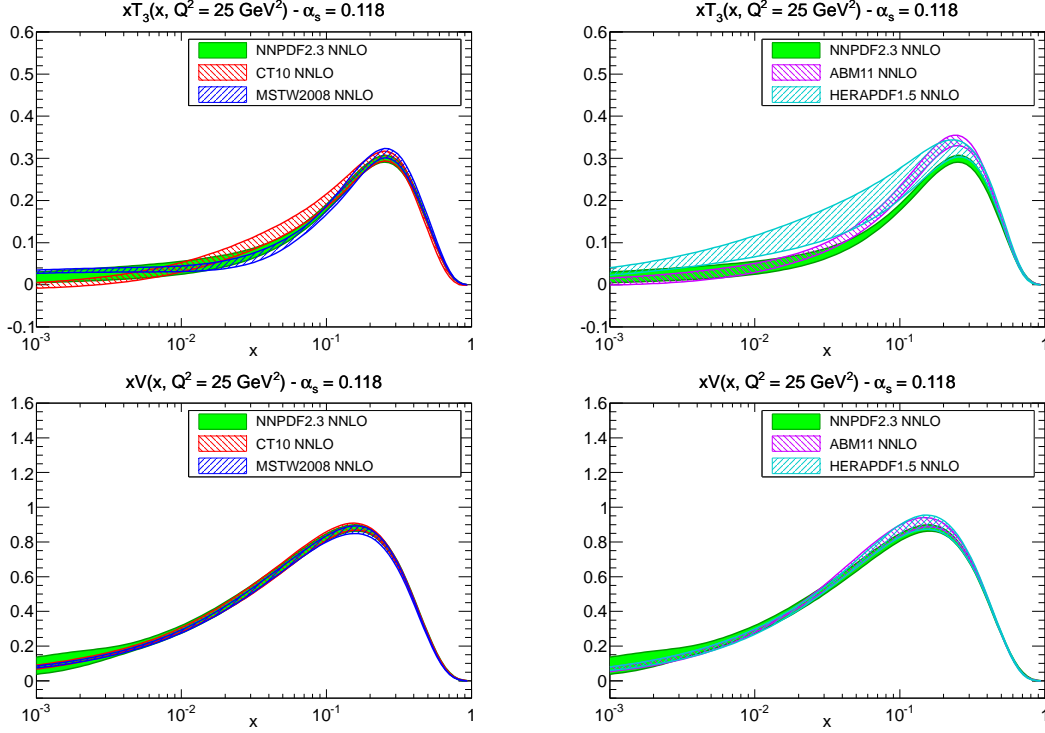 xT₃(x, Q² = 25 GeV²) - αₛ = 0.118
NNPDF2.3 NNLO
CT10 NNLO
MSTW2008 NNLO
0.6
0.5
0.4
0.3
0.2
0.1
0
-0.1
10⁻³
10⁻²
10⁻¹
1
x
xT₃(x, Q² = 25 GeV²) - αₛ = 0.118
NNPDF2.3 NNLO
ABM11 NNLO
HERAPDF1.5 NNLO
0.6
0.5
0.4
0.3
0.2
0.1
0
-0.1
10⁻³
10⁻²
10⁻¹
1
x
xV(x, Q² = 25 GeV²) - αₛ = 0.118
NNPDF2.3 NNLO
CT10 NNLO
MSTW2008 NNLO
1.6
1.4
1.2
1
0.8
0.6
0.4
0.2
0
10⁻³
10⁻²
10⁻¹
1
x
xV(x, Q² = 25 GeV²) - αₛ = 0.118
NNPDF2.3 NNLO
ABM11 NNLO
HERAPDF1.5 NNLO
1.6
1.4
1.2
1
0.8
0.6
0.4
0.2
0
10⁻³
10⁻²
10⁻¹
1
x